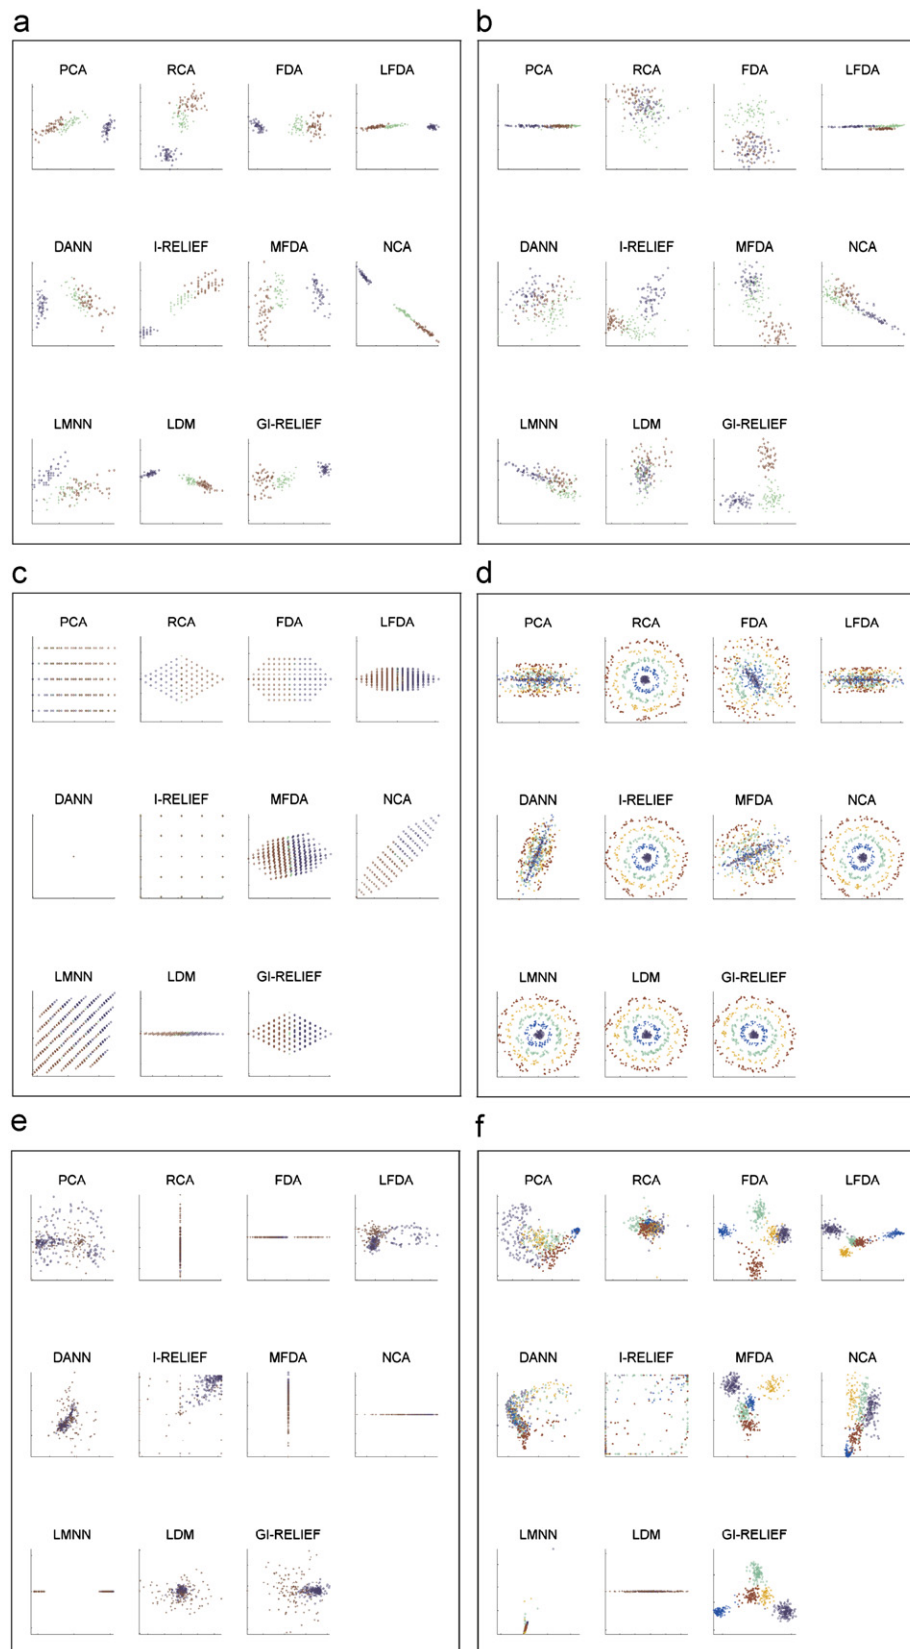 a
b
PCA RCA FDA LFDA
PCA RCA FDA LFDA
DANN I-RELIEF MFDA NCA
DANN I-RELIEF MFDA NCA
LMNN LDM GI-RELIEF
LMNN LDM GI-RELIEF
c
d
PCA RCA FDA LFDA
PCA RCA FDA LFDA
DANN I-RELIEF MFDA NCA
DANN I-RELIEF MFDA NCA
LMNN LDM GI-RELIEF
LMNN LDM GI-RELIEF
e
f
PCA RCA FDA LFDA
PCA RCA FDA LFDA
DANN I-RELIEF MFDA NCA
DANN I-RELIEF MFDA NCA
LMNN LDM GI-RELIEF
LMNN LDM GI-RELIEF